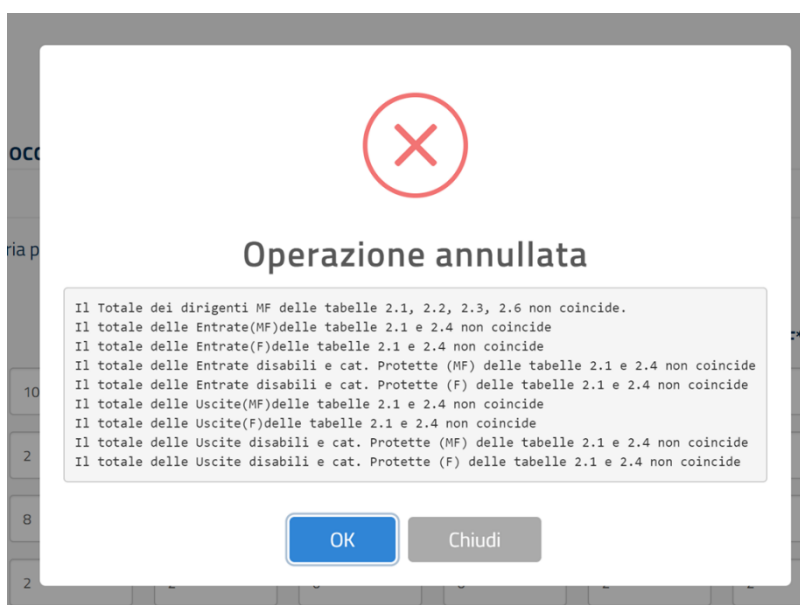 Operazione annullata
ria p
Il Totale dei dirigenti MF delle tabelle 2.1, 2.2, 2.3, 2.6 non coincide.
Il totale delle Entrate(MF)delle tabelle 2.1 e 2.4 non coincide
Il totale delle Entrate(F)delle tabelle 2.1 e 2.4 non coincide
Il totale delle Entrate disabili e cat. Protette (MF) delle tabelle 2.1 e 2.4 non coincide
Il totale delle Entrate disabili e cat. Protette (F) delle tabelle 2.1 e 2.4 non coincide
Il totale delle Uscite(MF)delle tabelle 2.1 e 2.4 non coincide
Il totale delle Uscite(F)delle tabelle 2.1 e 2.4 non coincide
Il totale delle Uscite disabili e cat. Protette (MF) delle tabelle 2.1 e 2.4 non coincide
Il totale delle Uscite disabili e cat. Protette (F) delle tabelle 2.1 e 2.4 non coincide
10
2
8
OK Chiudi
2